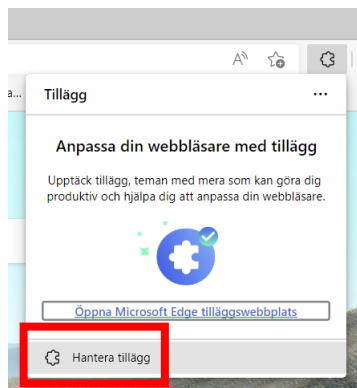 a...
Tillägg
Anpassa din webbläsare med tillägg
Upptäck tillägg, teman med mera som kan göra dig
produktiv och hjälpa dig att anpassa din webbläsare.
Öppna Microsoft Edge tilläggswebbplats
Hantera tillägg